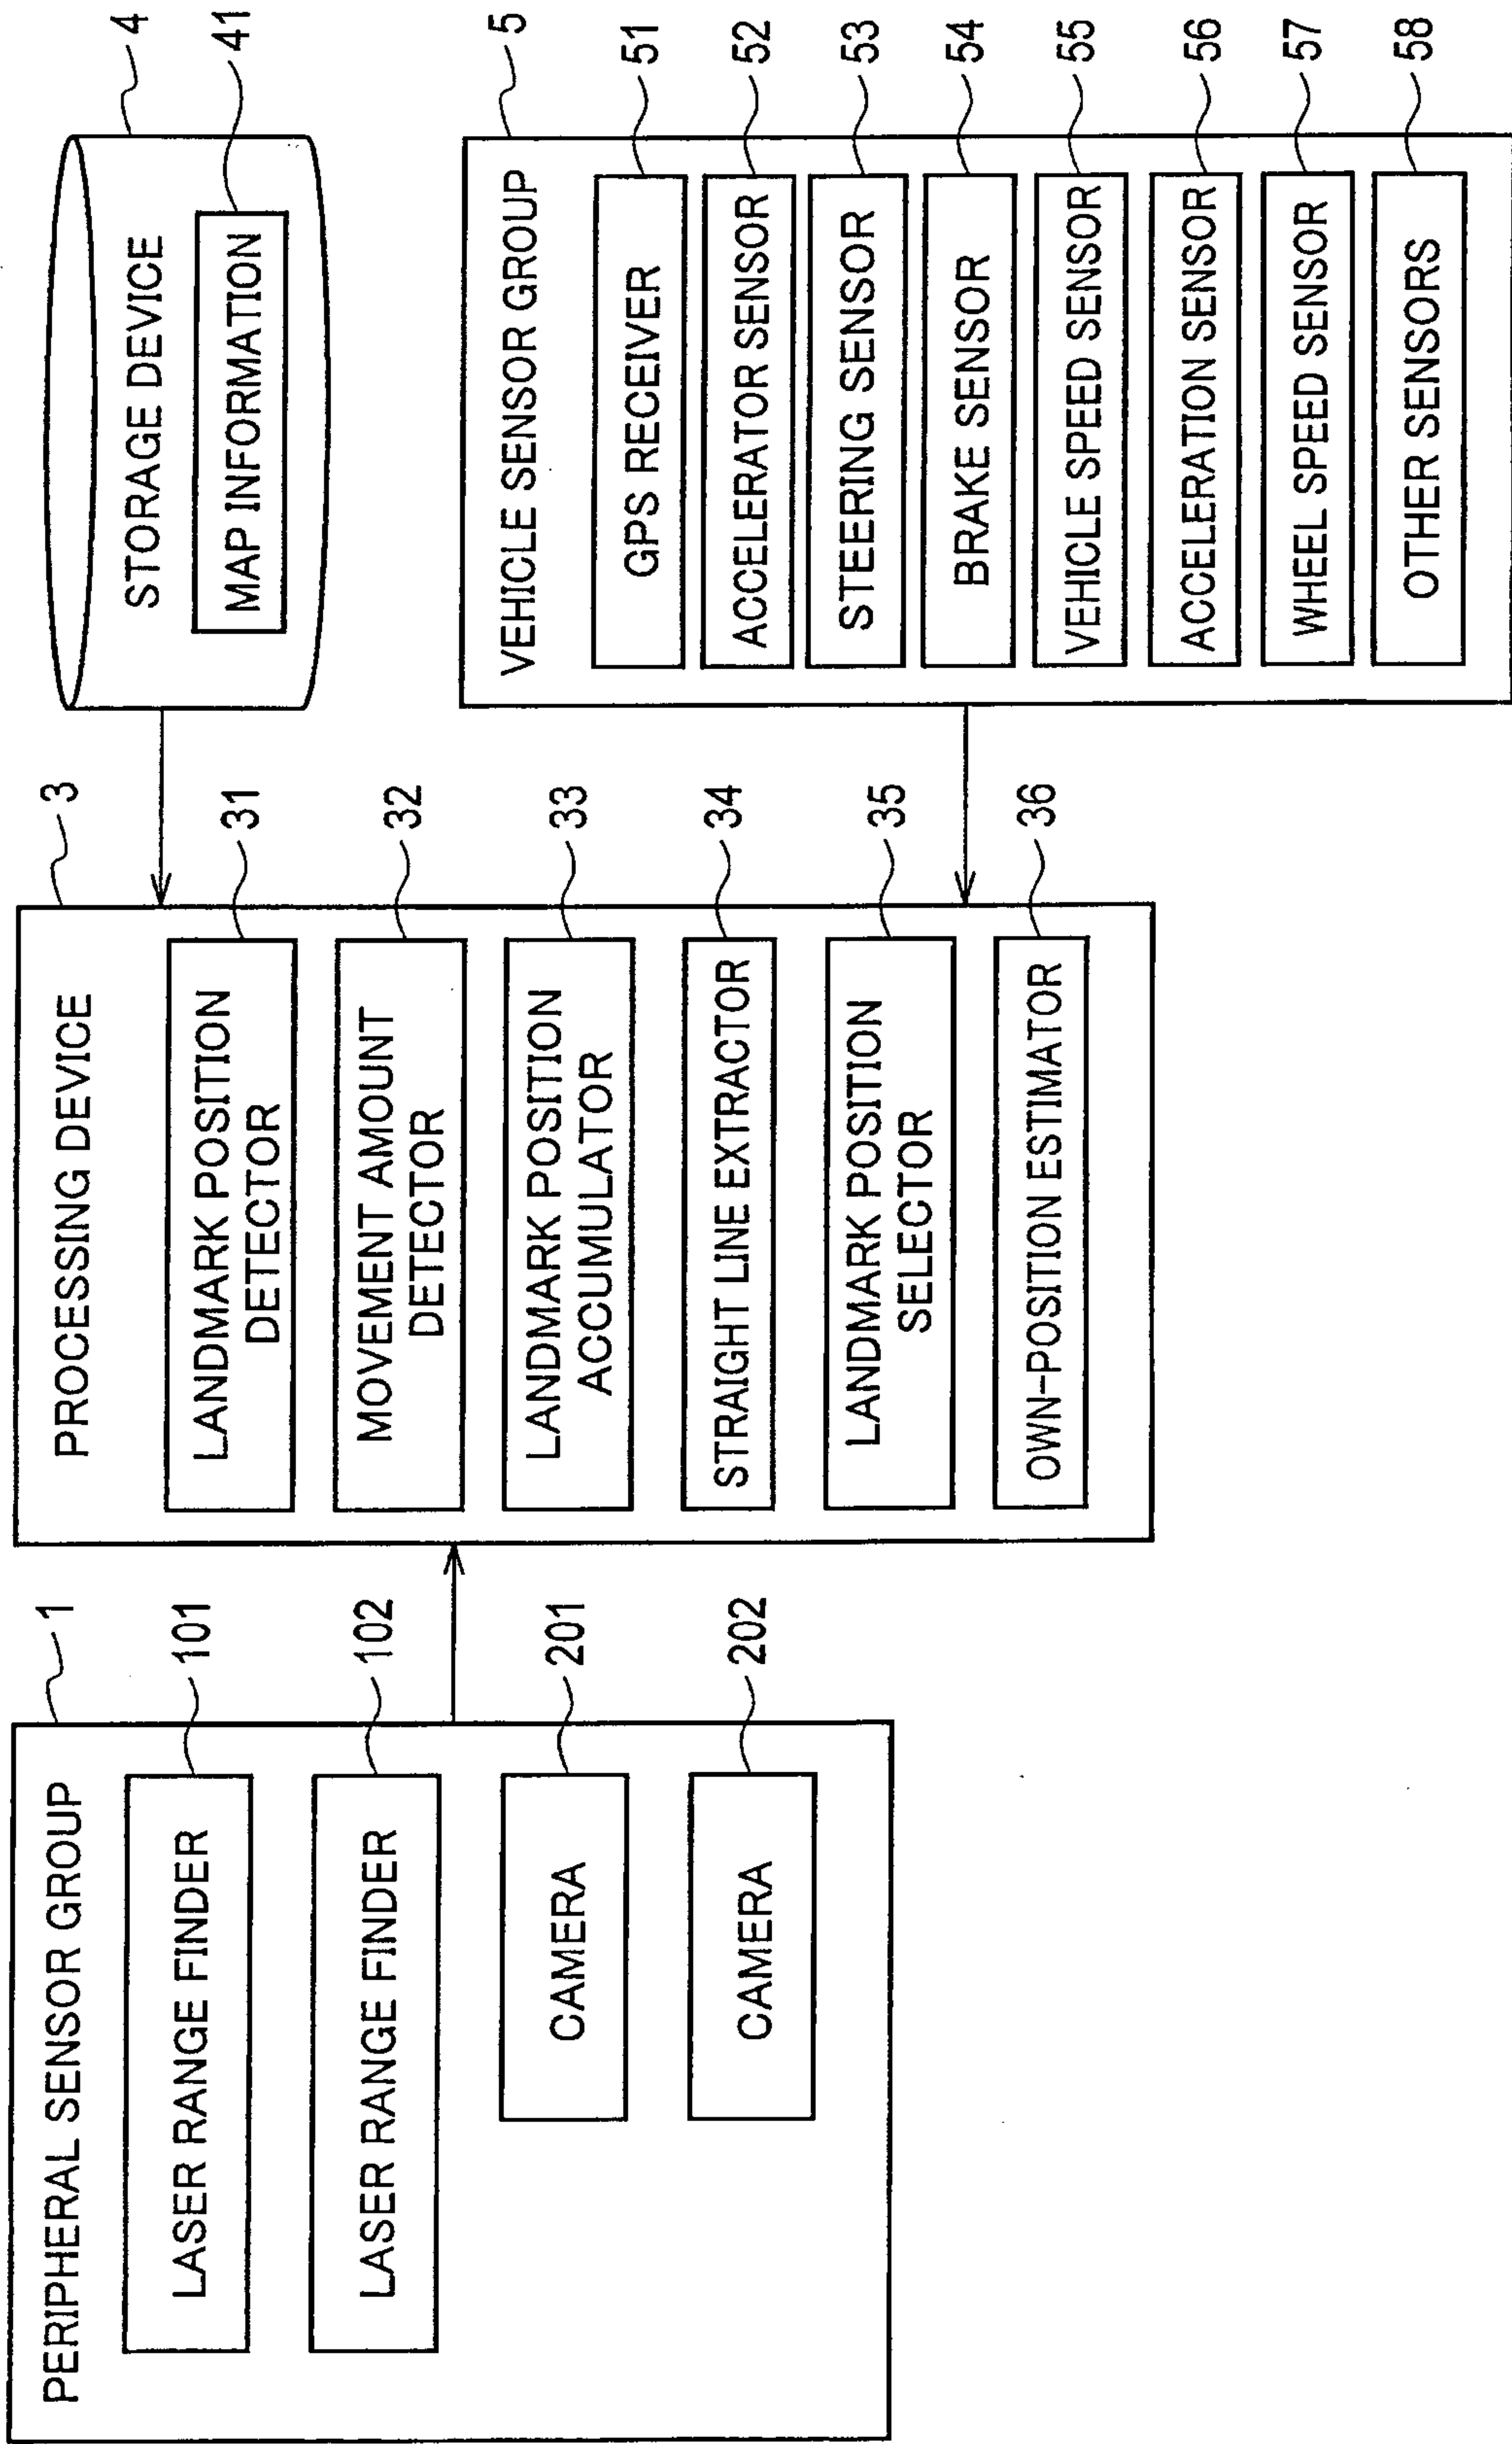 PERIPHERAL SENSOR GROUP
1
LASER RANGE FINDER
101
LASER RANGE FINDER
102
CAMERA
201
CAMERA
202
PROCESSING DEVICE
3
LANDMARK POSITION
DETECTOR
31
MOVEMENT AMOUNT
DETECTOR
32
LANDMARK POSITION
ACCUMULATOR
33
STRAIGHT LINE EXTRACTOR
34
LANDMARK POSITION
SELECTOR
35
OWN-POSITION ESTIMATOR
36
STORAGE DEVICE
4
MAP INFORMATION
41
VEHICLE SENSOR GROUP
5
GPS RECEIVER
51
ACCELERATOR SENSOR
52
STEERING SENSOR
53
BRAKE SENSOR
54
VEHICLE SPEED SENSOR
55
ACCELERATION SENSOR
56
WHEEL SPEED SENSOR
57
OTHER SENSORS
58